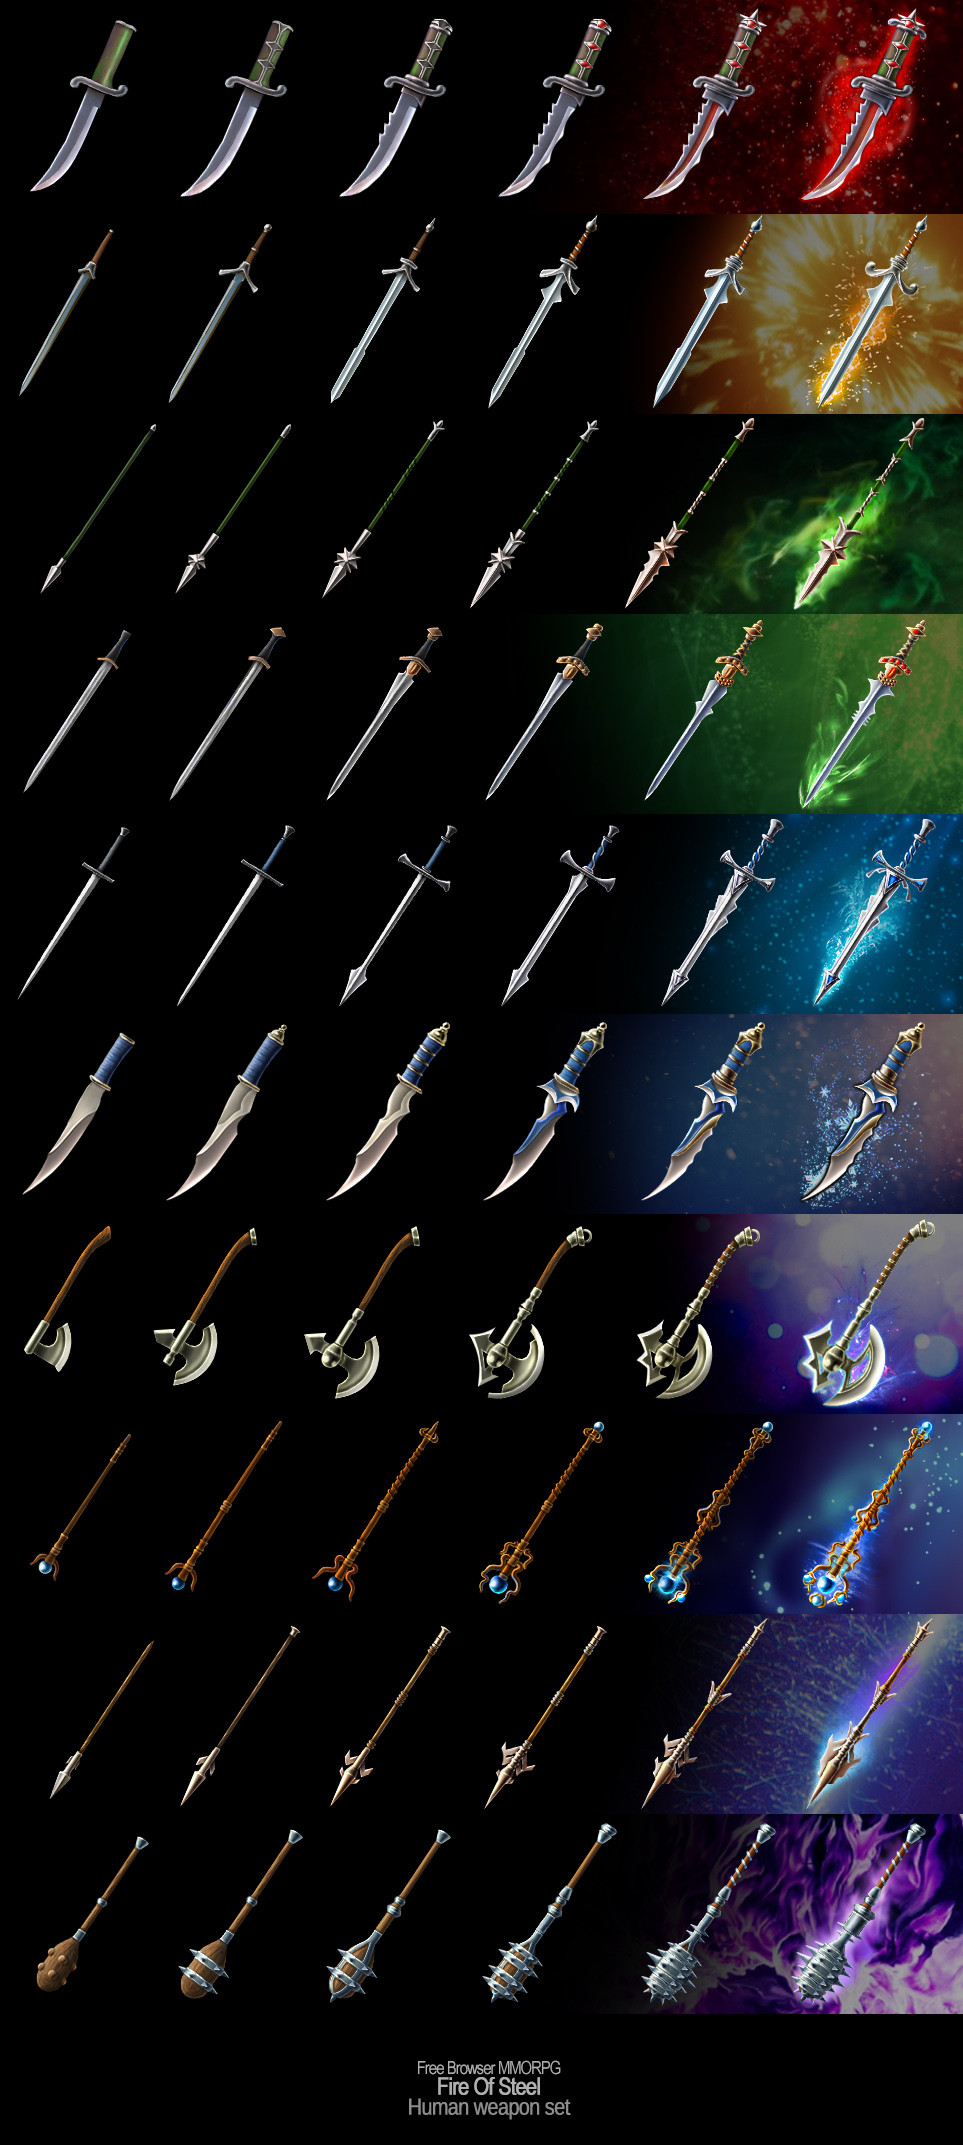 Free Browser MMORPG
Fire Of Steel
Human weapon set